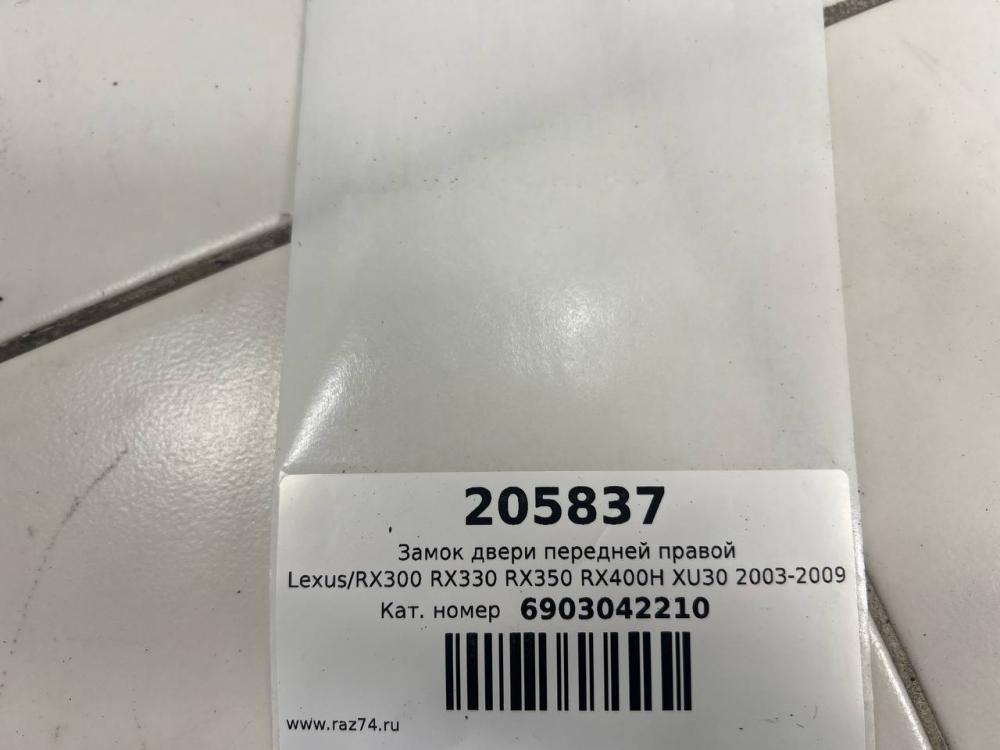 205837
Замок двери передней правой
Lexus/RX300 RX330 RX350 RX400H XU30 2003-2009
Кат. номер 6903042210
www.raz74.ru